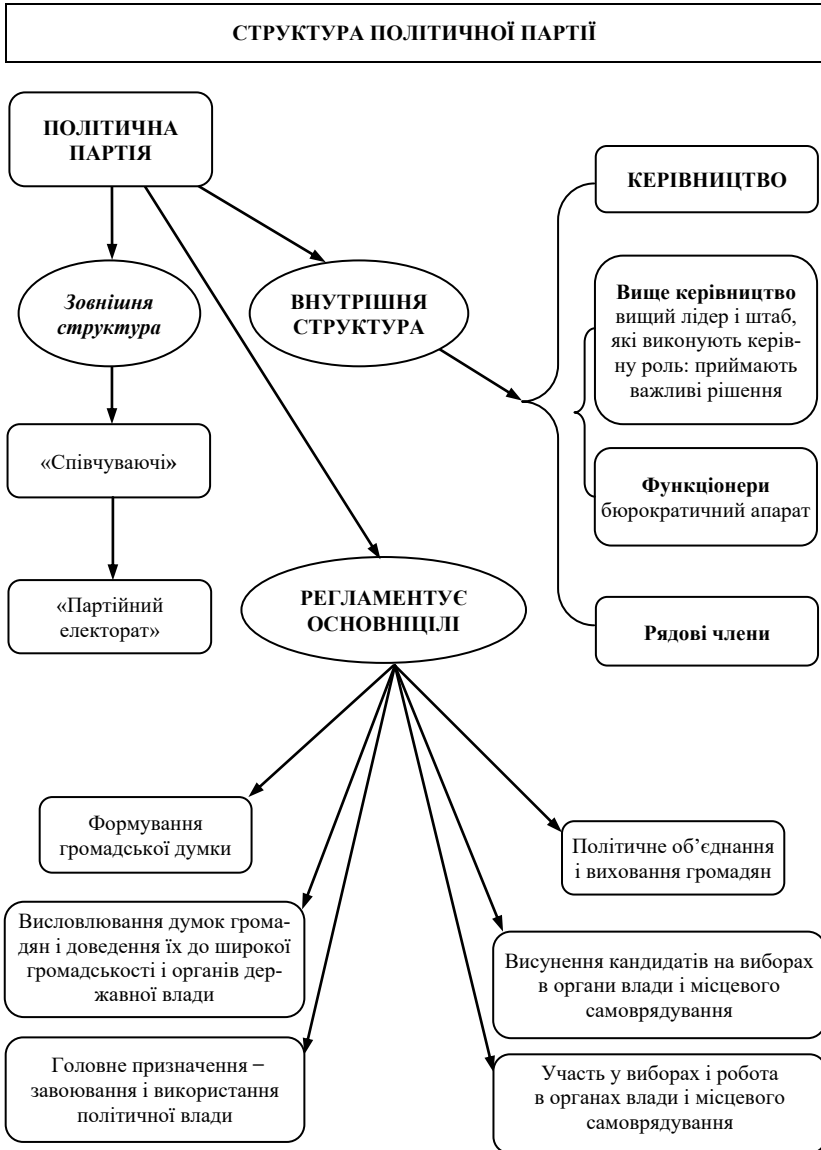 СТРУКТУРА ПОЛІТИЧНОЇ ПАРТІЇ
ПОЛІТИЧНА
ПАРТІЯ
КЕРІВНИЦТВО
Зовнішня
структура
ВНУТРІШНЯ
СТРУКТУРА
Вище керівництво
вищий лідер і штаб,
які виконують керів-
ну роль: приймають
важливі рішення
«Співчуваючі»
Функціонери
бюрократичний апарат
«Партійний
електорат»
РЕГЛАМЕНТУЄ
ОСНОВНІЦІЛІ
Рядові члени
Формування
громадської думки
Політичне об’єднання
і виховання громадян
Висловлювання думок грома-
дян і доведення їх до широкої
громадськості і органів дер-
жавної влади
Висунення кандидатів на виборах
в органи влади і місцевого
самоврядування
Головне призначення –
завоювання і використання
політичної влади
Участь у виборах і робота
в органах влади і місцевого
самоврядування